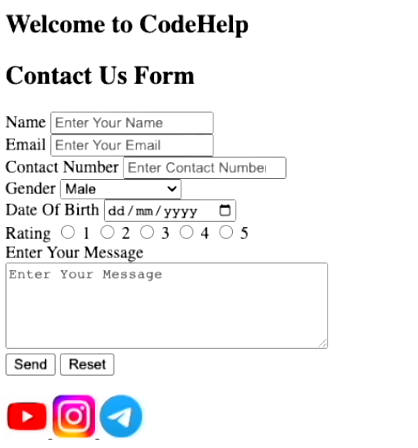 Welcome to CodeHelp
Contact Us Form
Name Enter Your Name
Email Enter Your Email
Contact Number Enter Contact Number
Gender Male
Date Of Birth dd/mm/yyyy
Rating 1 2 3 4 5
Enter Your Message
Enter Your Message
Send Reset